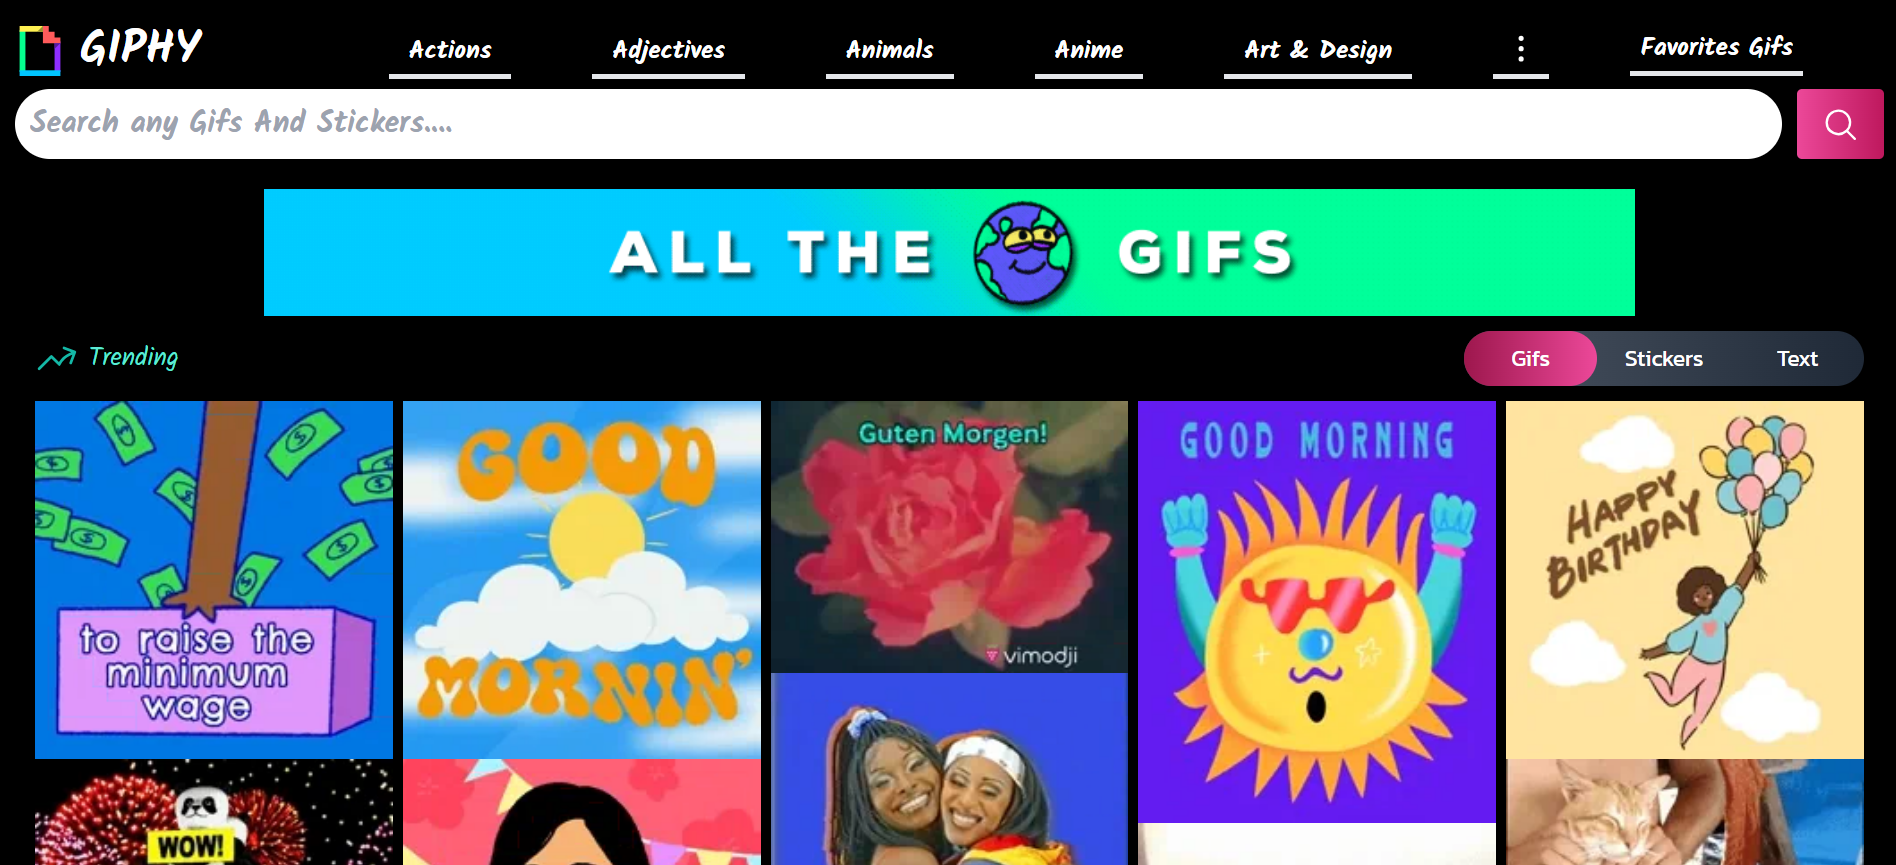 GIPHY
Actions
Adjectives
Animals
Anime
Art & Design
Favorites Gifs
Search any Gifs And Stickers....
ALL THE GIFS
Trending
Gifs
Stickers
Text
to raise the
minimum
wage
GOOD
MORNIN'
Guten Morgen!
vimodji
GOOD MORNING
HAPPY
BIRTHDAY
WOW!